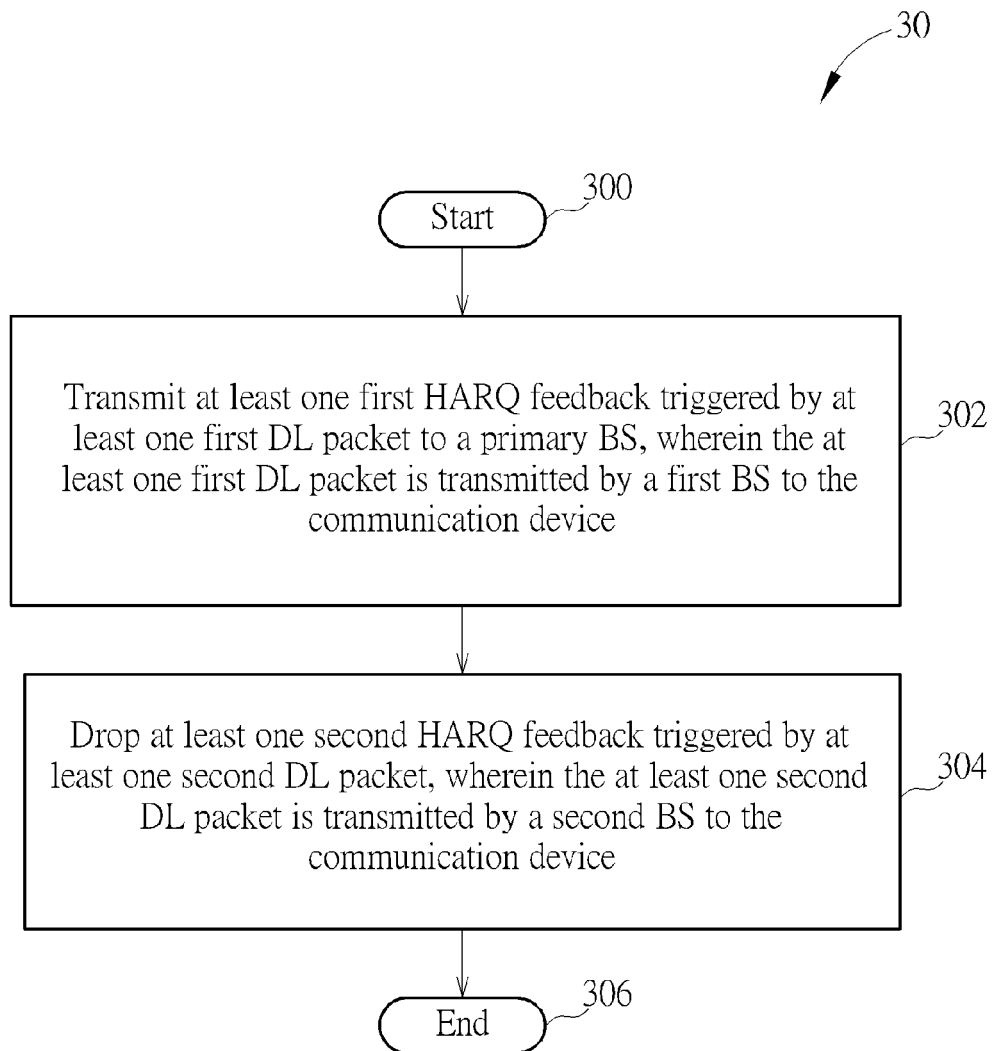 30
Start
300
Transmit at least one first HARQ feedback triggered by at
least one first DL packet to a primary BS, wherein the at
least one first DL packet is transmitted by a first BS to the
communication device
302
Drop at least one second HARQ feedback triggered by at
least one second DL packet, wherein the at least one second
DL packet is transmitted by a second BS to the
communication device
304
End
306